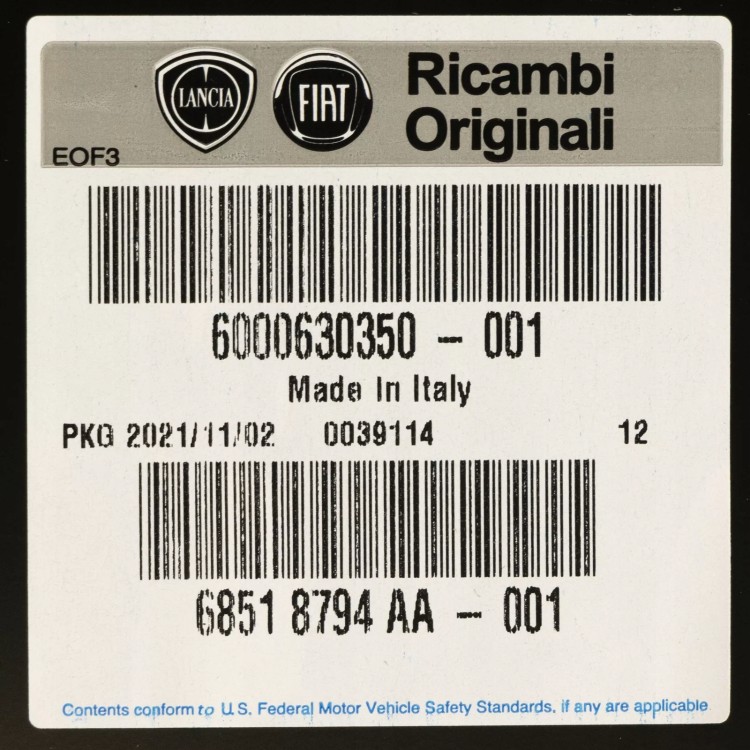 LANCIA FIAT Ricambi
Originali
EOF3
6000630350 - 001
Made In Italy
PKG 2021/11/02 0039114 12
6851 8794 AA - 001
Contents conform to U.S. Federal Motor Vehicle Safety Standards, if any are applicable